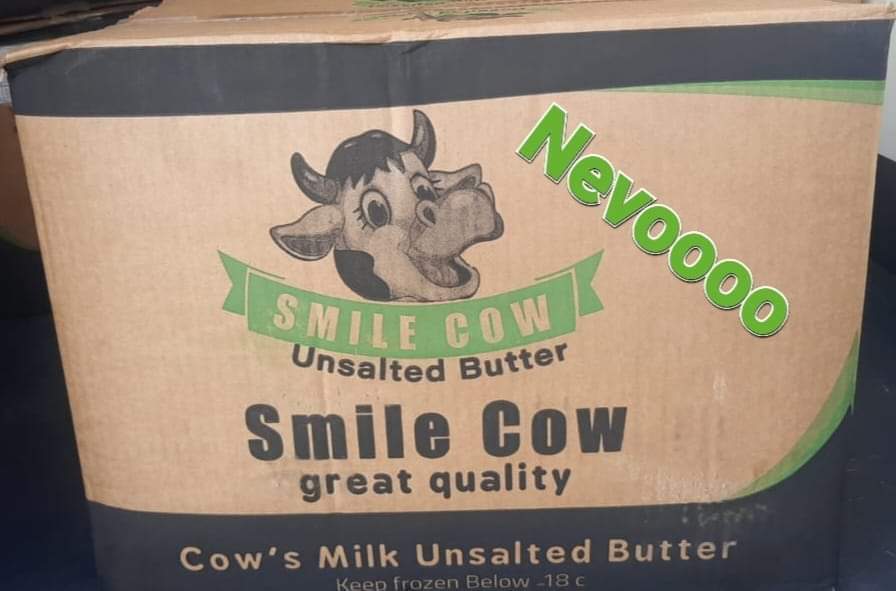 Nevoooo
SMILE COW
Unsalted Butter
Smile Cow
great quality
Cow's Milk Unsalted Butter
Keep frozen Below -18 c